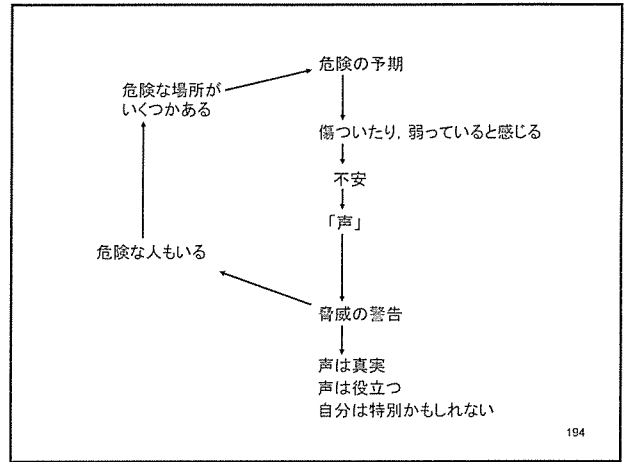 危険の予期
危険な場所が
いくつかある
傷ついたり，弱っていると感じる
不安
「声」
危険な人もいる
脅威の警告
声は真実
声は役立つ
自分は特別かもしれない
194